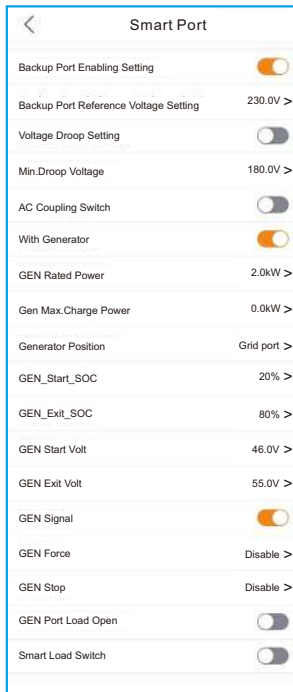 Smart Port
Backup Port Enabling Setting
Backup Port Reference Voltage Setting 230.0V >
Voltage Droop Setting
Min.Droop Voltage 180.0V >
AC Coupling Switch
With Generator
GEN Rated Power 2.0kW >
Gen Max.Charge Power 0.0kW >
Generator Position Grid port >
GEN_Start_SOC 20% >
GEN_Exit_SOC 80% >
GEN Start Volt 46.0V >
GEN Exit Volt 55.0V >
GEN Signal
GEN Force Disable >
GEN Stop Disable >
GEN Port Load Open
Smart Load Switch